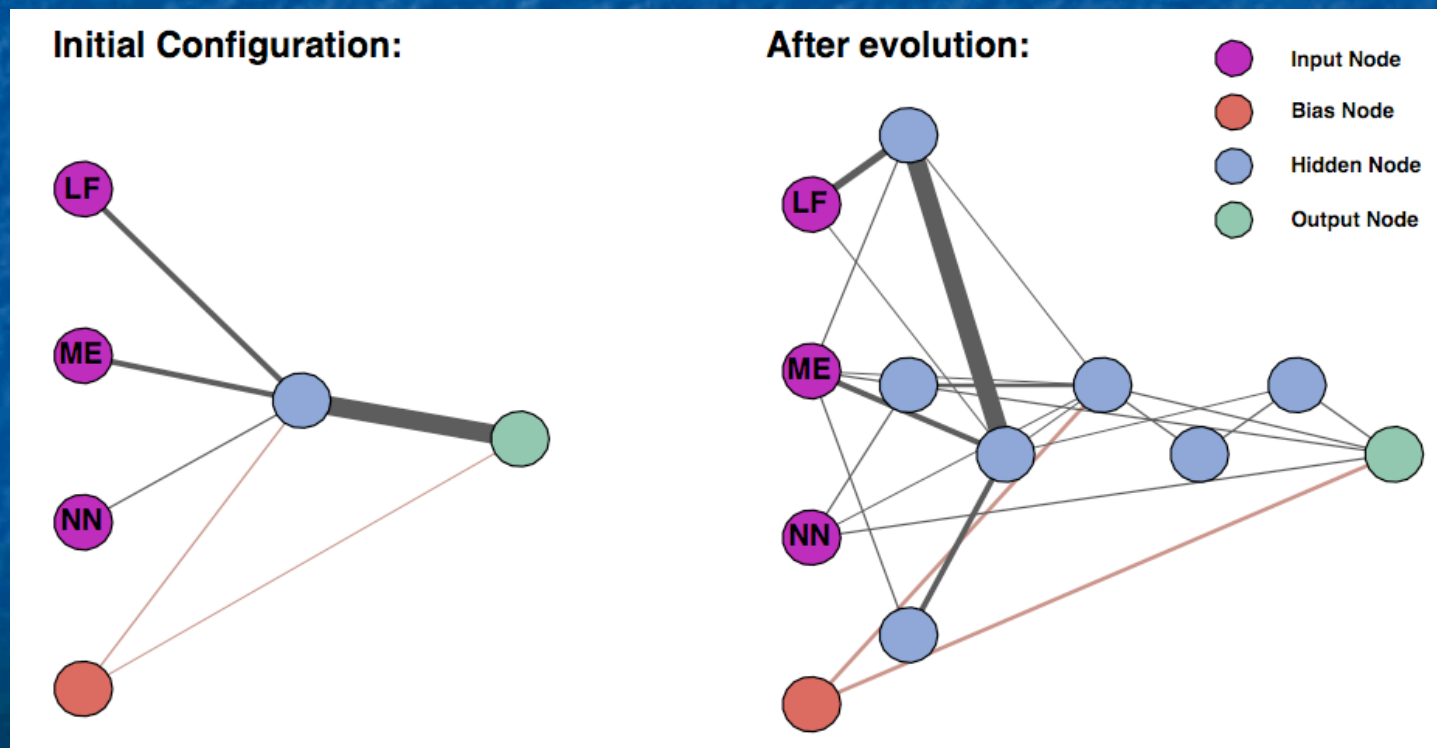 Initial Configuration:
LF
ME
NN
After evolution:
LF
ME
NN
Input Node
Bias Node
Hidden Node
Output Node